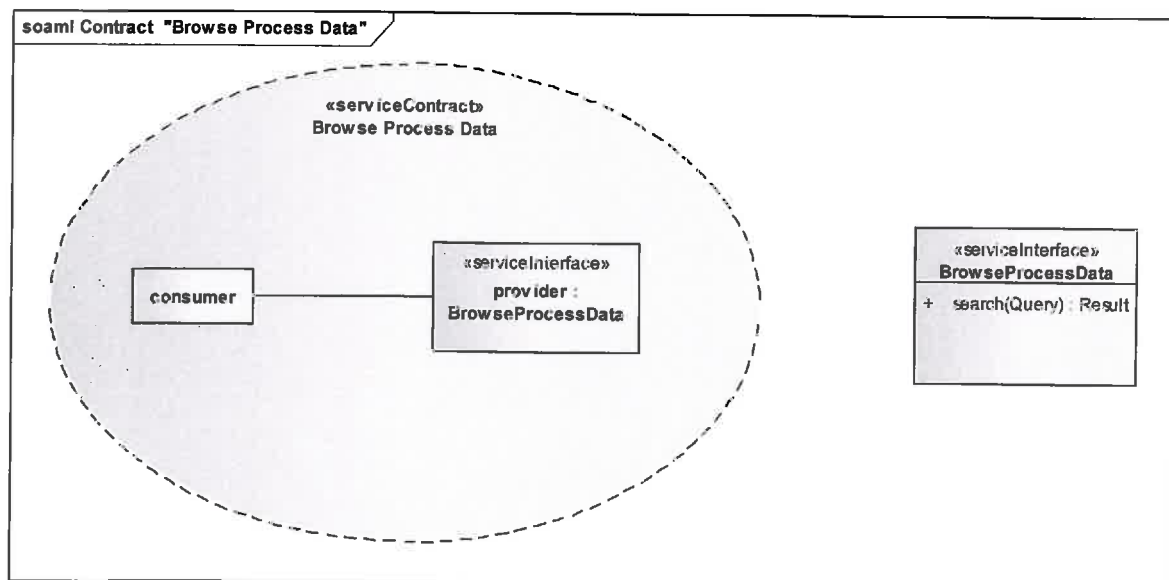 soaml Contract "Browse Process Data"
«serviceContract»
Browse Process Data
consumer
«serviceInterface»
provider :
BrowseProcessData
«serviceInterface»
BrowseProcessData
+ search(Query) : Result